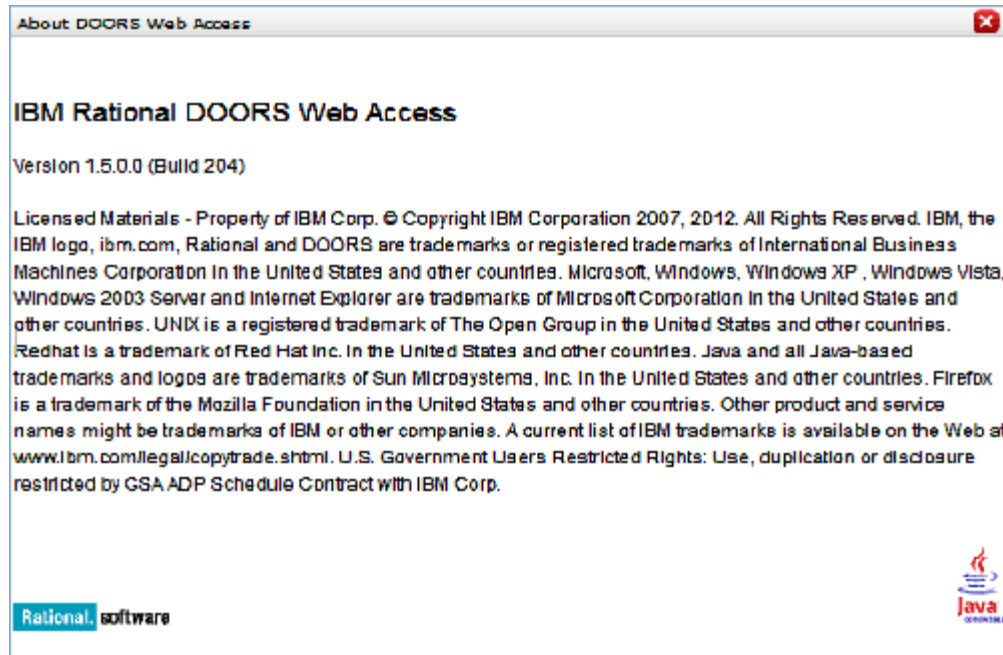 About DOORS Web Access
IBM Rational DOORS Web Access
Version 1.5.0.0 (Build 204)
Licensed Materials - Property of IBM Corp. © Copyright IBM Corporation 2007, 2012. All Rights Reserved. IBM, the
IBM logo, ibm.com, Rational and DOORS are trademarks or registered trademarks of International Business
Machines Corporation in the United States and other countries. Microsoft, Windows, Windows XP , Windows Vista,
Windows 2003 Server and Internet Explorer are trademarks of Microsoft Corporation in the United States and
other countries. UNIX is a registered trademark of The Open Group in the United States and other countries.
Redhat is a trademark of Red Hat Inc. in the United States and other countries. Java and all Java-based
trademarks and logos are trademarks of Sun Microsystems, Inc. in the United States and other countries. Firefox
is a trademark of the Mozilla Foundation in the United States and other countries. Other product and service
names might be trademarks of IBM or other companies. A current list of IBM trademarks is available on the Web at
www.ibm.com/legal/copytrade.shtml. U.S. Government Users Restricted Rights: Use, duplication or disclosure
restricted by GSA ADP Schedule Contract with IBM Corp.
Rational. software
Java